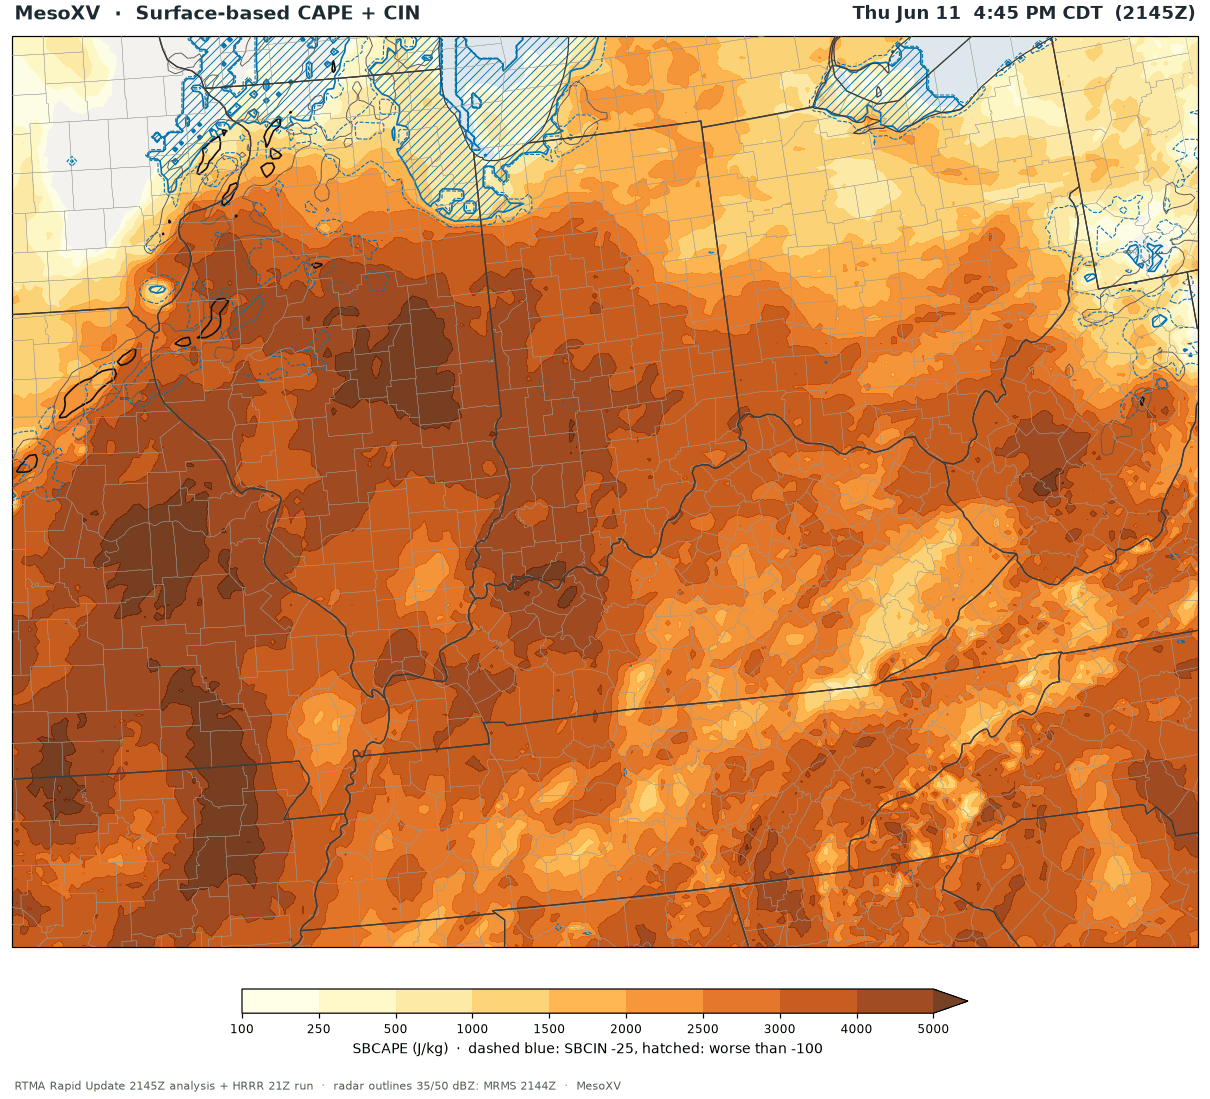 MesoXV · Surface-based CAPE + CIN
Thu Jun 11 4:45 PM CDT (2145Z)
100 250 500 1000 1500 2000 2500 3000 4000 5000
SBCAPE (J/kg) · dashed blue: SBCIN -25, hatched: worse than -100
RTMA Rapid Update 2145Z analysis + HRRR 21Z run · radar outlines 35/50 dBZ: MRMS 2144Z · MesoXV